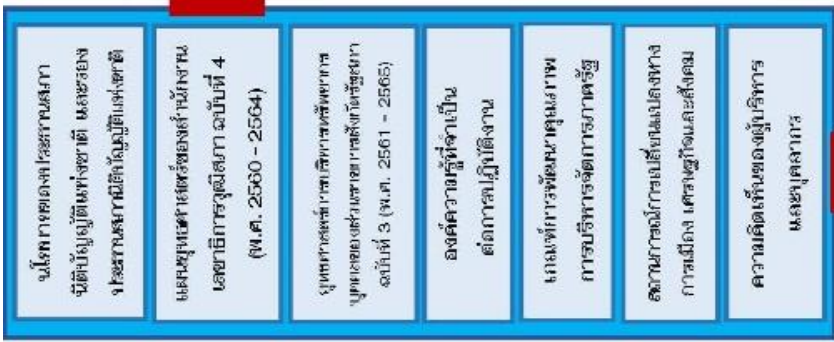 นโยบายของประธานสภา
นิติบัญญัติแห่งชาติ และรอง
ประธานสภานิติบัญญัติแห่งชาติ
แผนยุทธศาสตร์ของสำนักงาน
เลขาธิการวุฒิสภา ฉบับที่ 4
(พ.ศ. 2560 - 2564)
ยุทธศาสตร์การบริหารทรัพยากร
บุคคลของส่วนราชการสังกัดรัฐสภา
ฉบับที่ 3 (พ.ศ. 2561 - 2565)
องค์ความรู้ที่จำเป็น
ต่อการปฏิบัติงาน
เกณฑ์การพัฒนาคุณภาพ
การบริหารจัดการภาครัฐ
สถานการณ์การเปลี่ยนแปลงทาง
การเมือง เศรษฐกิจและสังคม
ความคิดเห็นของผู้บริหาร
และบุคลากร